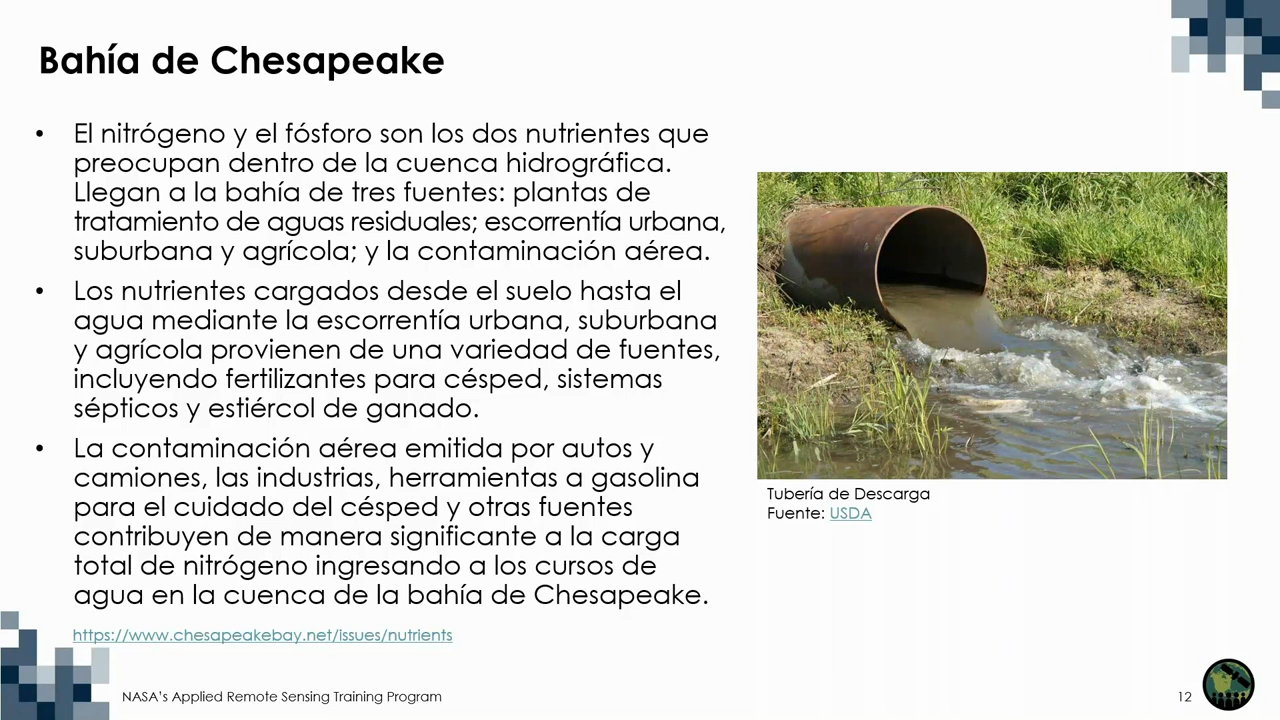 Bahía de Chesapeake
• El nitrógeno y el fósforo son los dos nutrientes que
preocupan dentro de la cuenca hidrográfica.
Llegan a la bahía de tres fuentes: plantas de
tratamiento de aguas residuales; escorrentía urbana,
suburbana y agrícola; y la contaminación aérea.
• Los nutrientes cargados desde el suelo hasta el
agua mediante la escorrentía urbana, suburbana
y agrícola provienen de una variedad de fuentes,
incluyendo fertilizantes para césped, sistemas
sépticos y estiércol de ganado.
• La contaminación aérea emitida por autos y
camiones, las industrias, herramientas a gasolina
para el cuidado del césped y otras fuentes
contribuyen de manera significante a la carga
total de nitrógeno ingresando a los cursos de
agua en la cuenca de la bahía de Chesapeake.
https://www.chesapeakebay.net/issues/nutrients
Tubería de Descarga
Fuente: USDA
NASA's Applied Remote Sensing Training Program
12